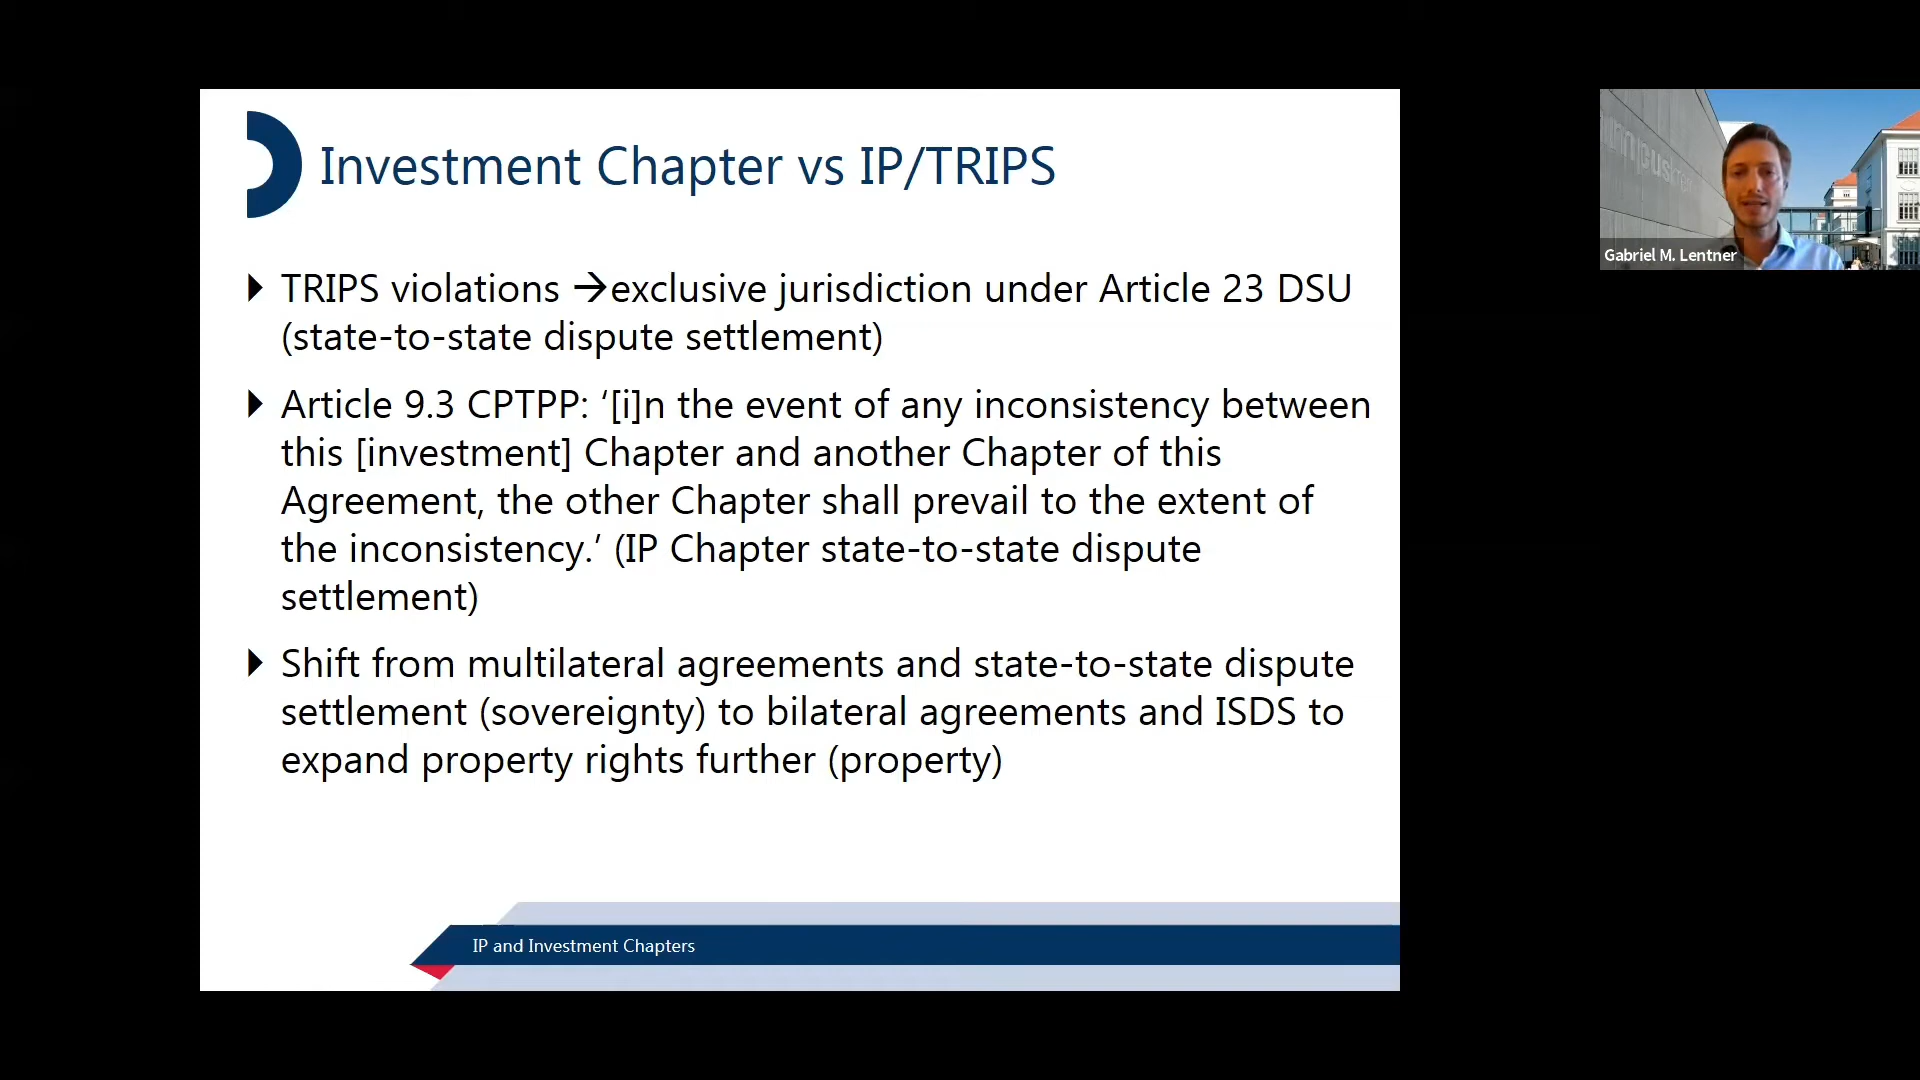 Investment Chapter vs IP/TRIPS
TRIPS violations →exclusive jurisdiction under Article 23 DSU
(state-to-state dispute settlement)
Article 9.3 CPTPP: ‘[i]n the event of any inconsistency between
this [investment] Chapter and another Chapter of this
Agreement, the other Chapter shall prevail to the extent of
the inconsistency.’ (IP Chapter state-to-state dispute
settlement)
Shift from multilateral agreements and state-to-state dispute
settlement (sovereignty) to bilateral agreements and ISDS to
expand property rights further (property)
IP and Investment Chapters
Gabriel M. Lentner